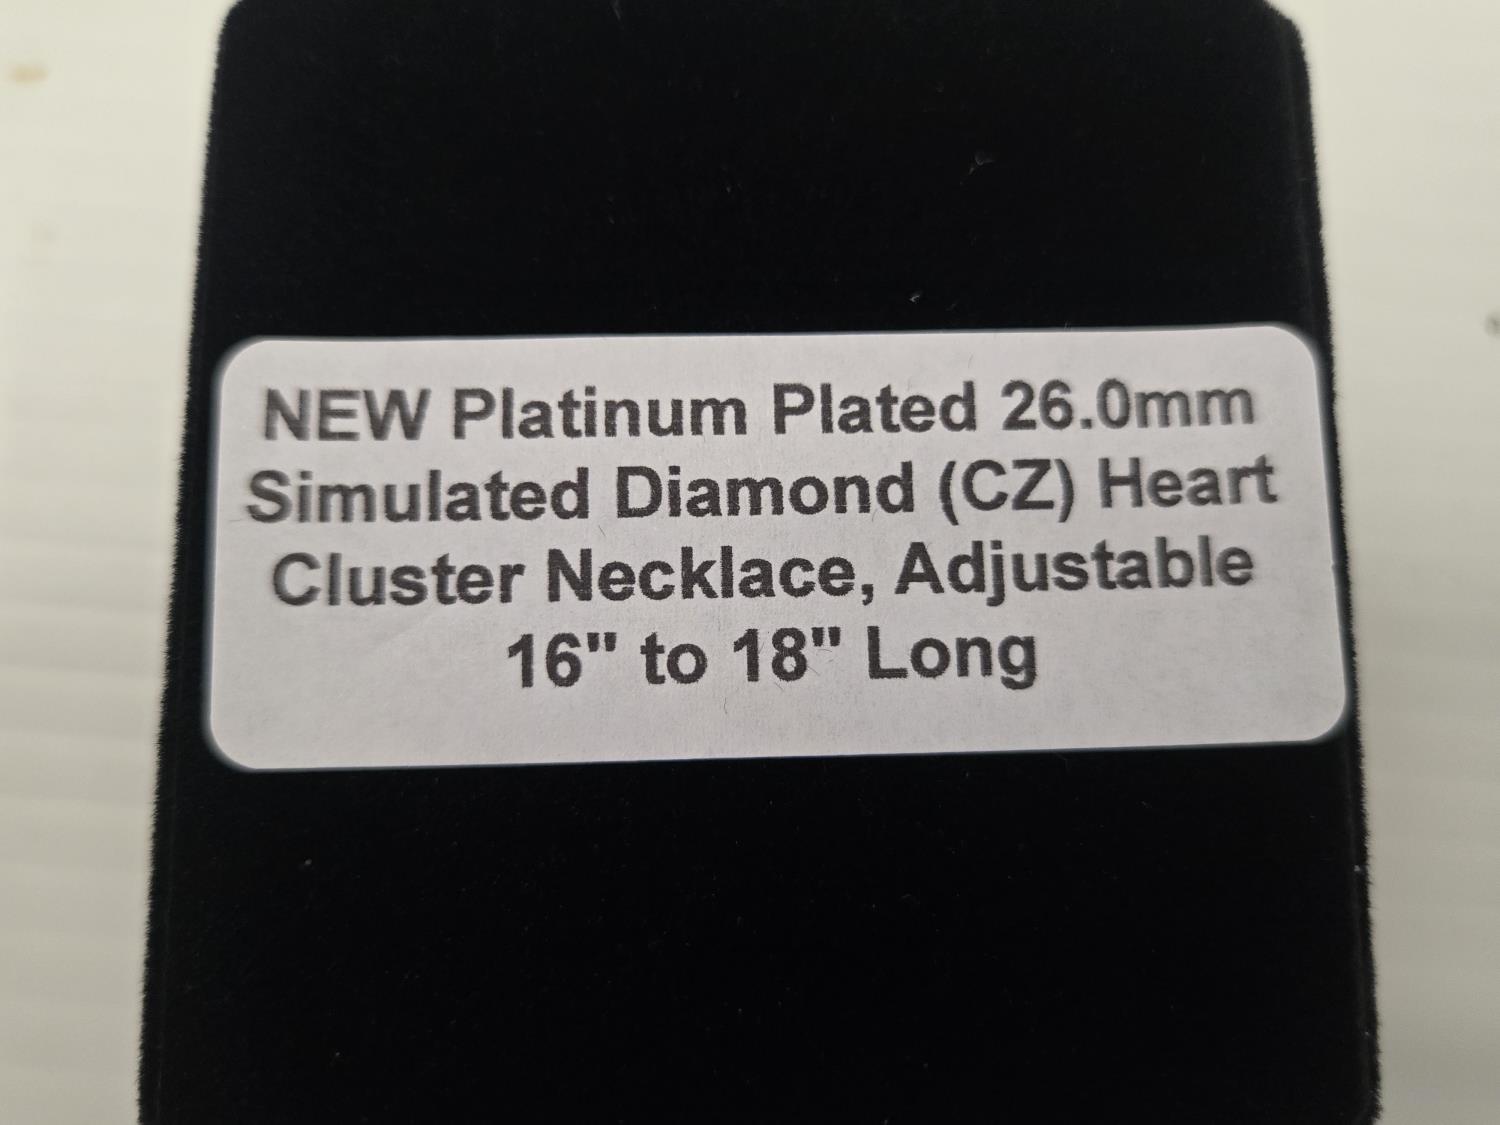 NEW Platinum Plated 26.0mm
Simulated Diamond (CZ) Heart
Cluster Necklace, Adjustable
16" to 18" Long